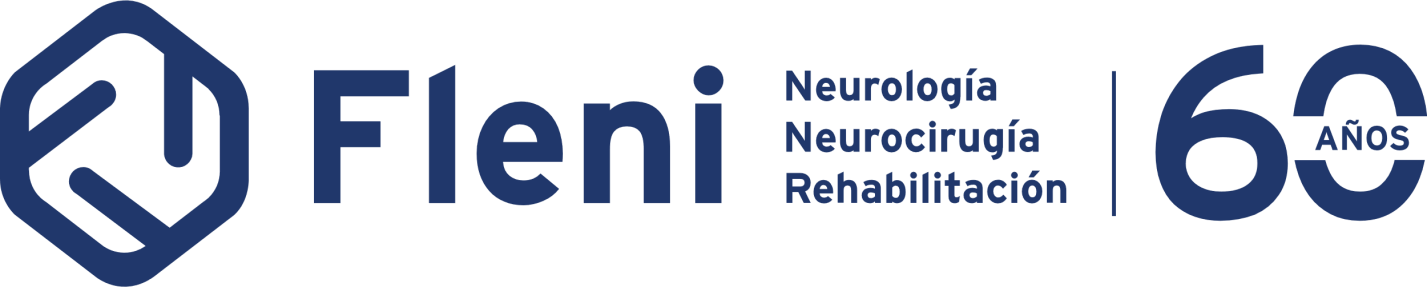 Fleni
Neurología
Neurocirugía
Rehabilitación
60
AÑOS